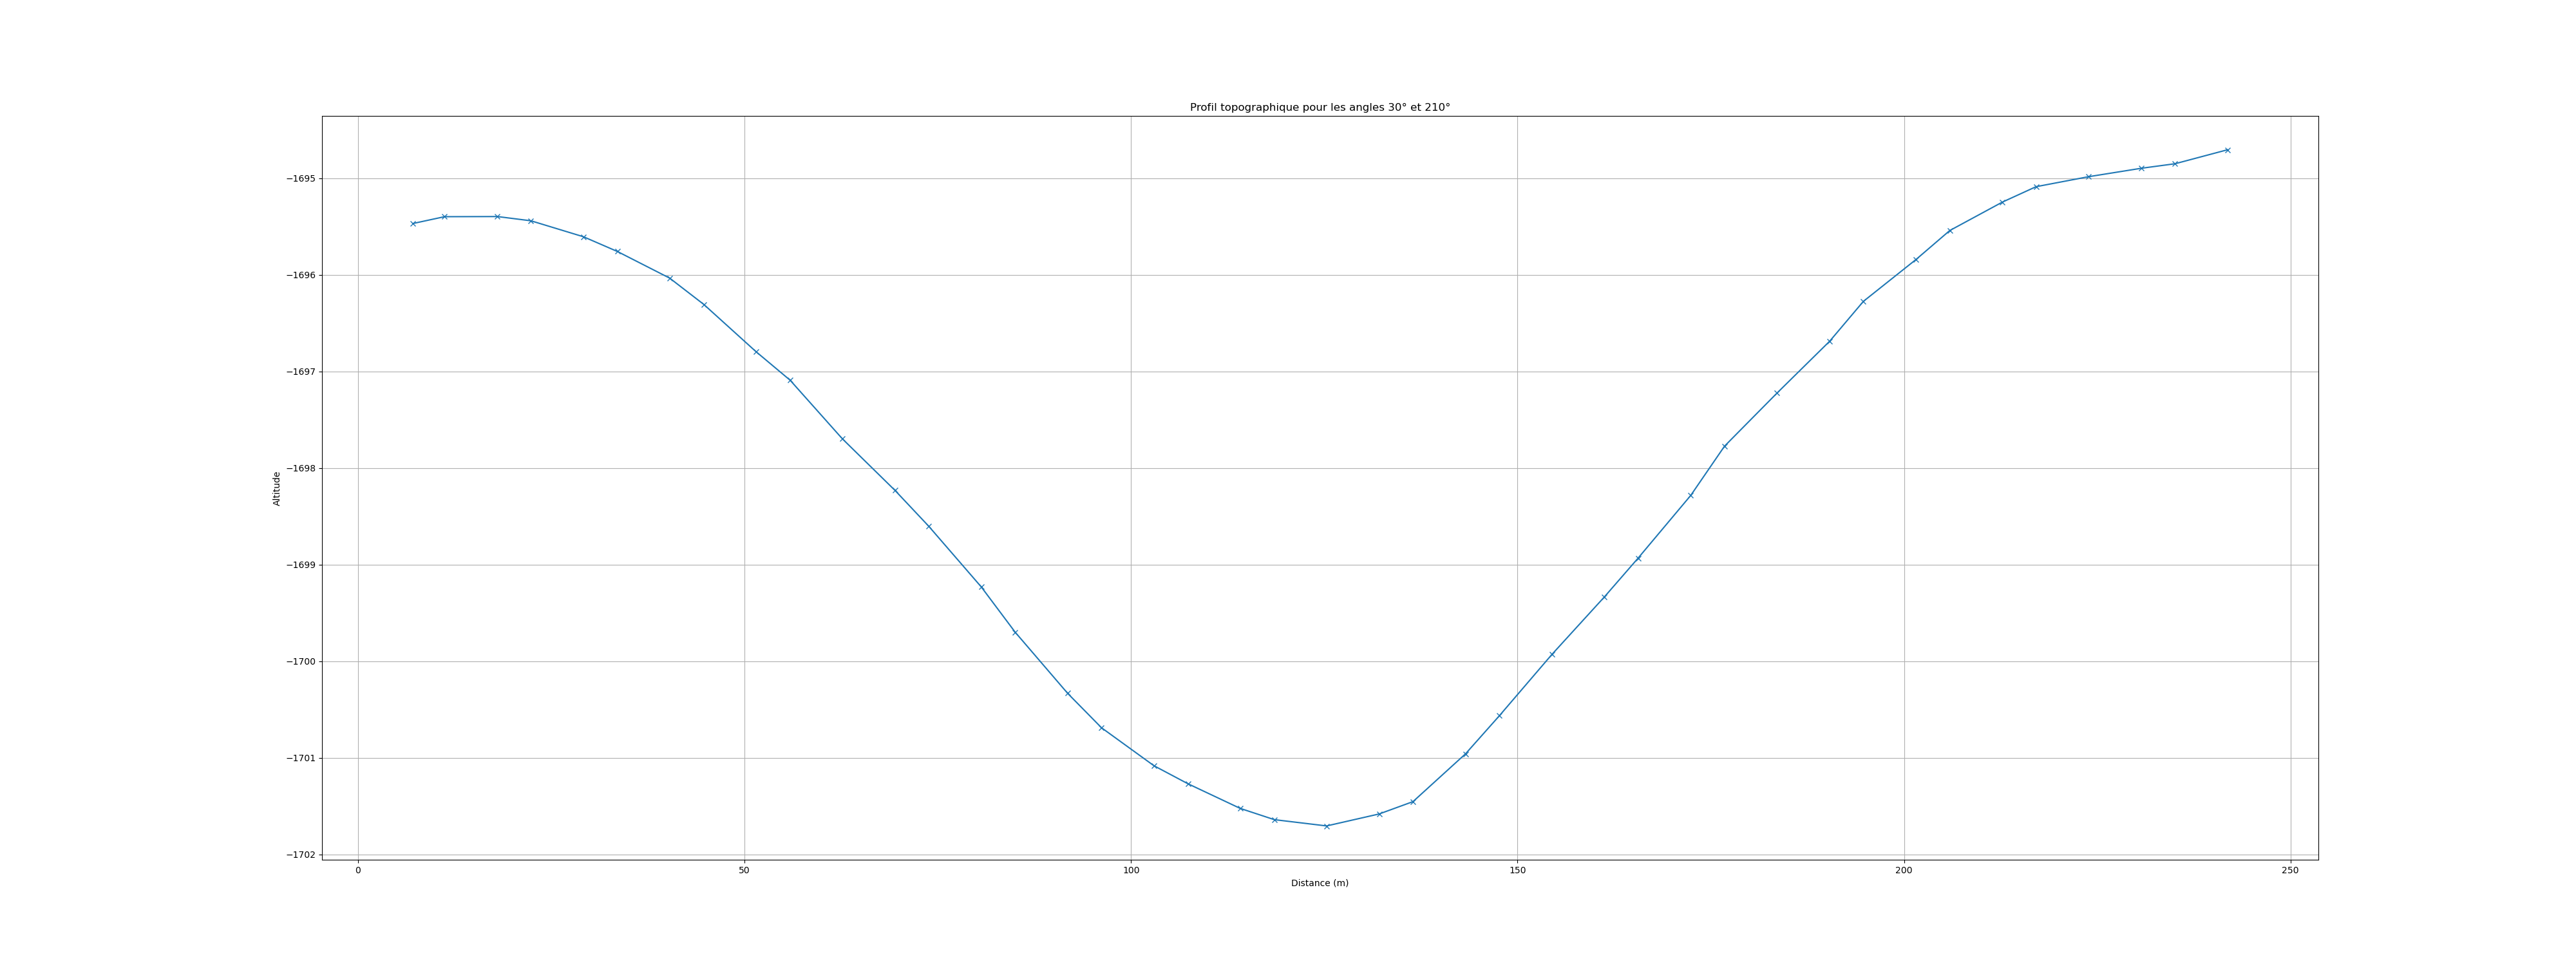 Profil topographique pour les angles 30° et 210°
Altitude
−1695
−1696
−1697
−1698
−1699
−1700
−1701
−1702
0 50 100 150 200 250
Distance (m)